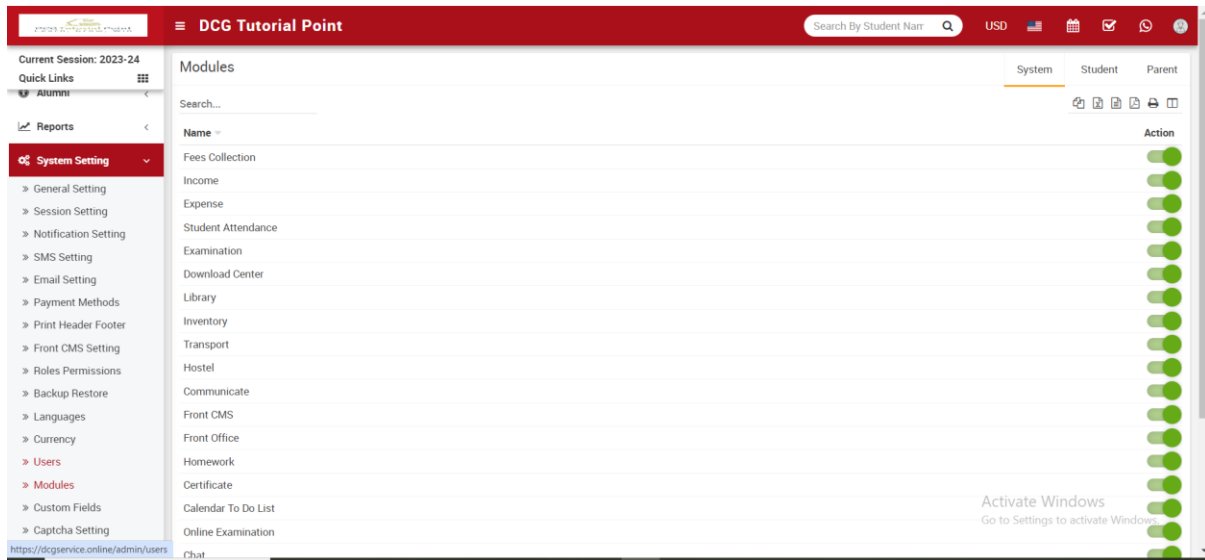 DCG Tutorial Point
Search By Student Nam
USD
Current Session: 2023-24
Quick Links
Alumni
Reports
System Setting
» General Setting
» Session Setting
» Notification Setting
» SMS Setting
» Email Setting
» Payment Methods
» Print Header Footer
» Front CMS Setting
» Roles Permissions
» Backup Restore
» Languages
» Currency
» Users
» Modules
» Custom Fields
» Captcha Setting
https://dcgservice.online/admin/users
Modules
System Student Parent
Search...
Name Action
Fees Collection
Income
Expense
Student Attendance
Examination
Download Center
Library
Inventory
Transport
Hostel
Communicate
Front CMS
Front Office
Homework
Certificate
Calendar To Do List
Online Examination
Chat
Activate Windows
Go to Settings to activate Windows.